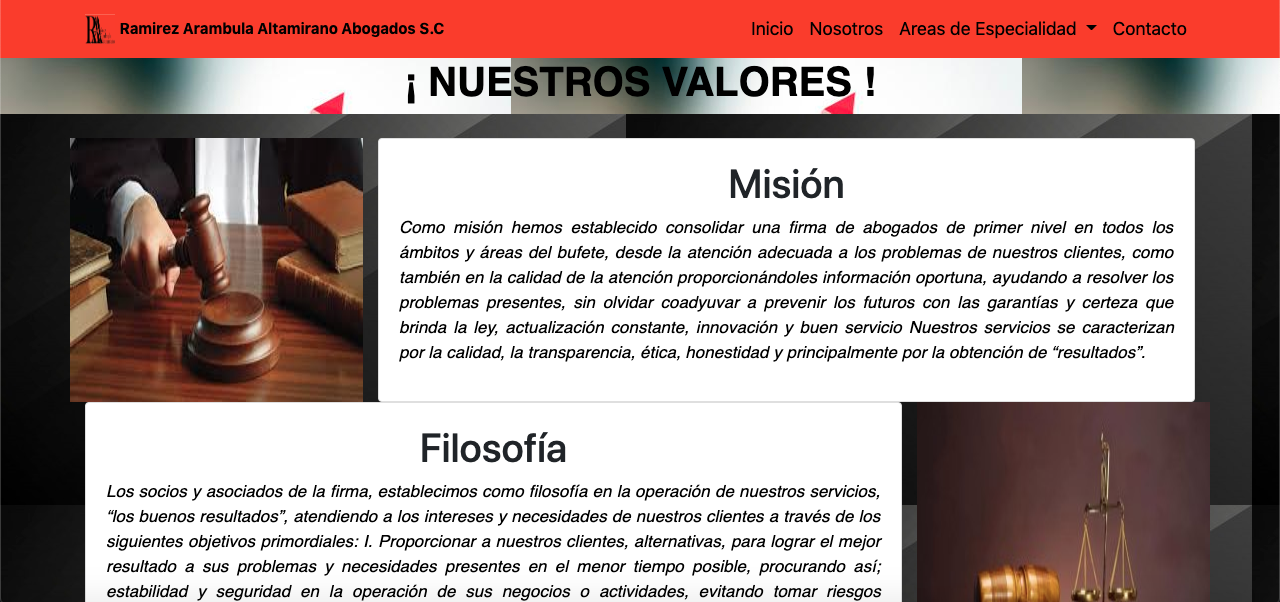 Ramirez Arambula Altamirano Abogados S.C
Inicio Nosotros Areas de Especialidad Contacto
¡ NUESTROS VALORES !
Misión
Como misión hemos establecido consolidar una firma de abogados de primer nivel en todos los
ámbitos y áreas del bufete, desde la atención adecuada a los problemas de nuestros clientes, como
también en la calidad de la atención proporcionándoles información oportuna, ayudando a resolver los
problemas presentes, sin olvidar coadyuvar a prevenir los futuros con las garantías y certeza que
brinda la ley, actualización constante, innovación y buen servicio Nuestros servicios se caracterizan
por la calidad, la transparencia, ética, honestidad y principalmente por la obtención de “resultados”.
Filosofía
Los socios y asociados de la firma, establecimos como filosofía en la operación de nuestros servicios,
“los buenos resultados”, atendiendo a los intereses y necesidades de nuestros clientes a través de los
siguientes objetivos primordiales: I. Proporcionar a nuestros clientes, alternativas, para lograr el mejor
resultado a sus problemas y necesidades presentes en el menor tiempo posible, procurando así;
estabilidad y seguridad en la operación de sus negocios o actividades, evitando tomar riesgos